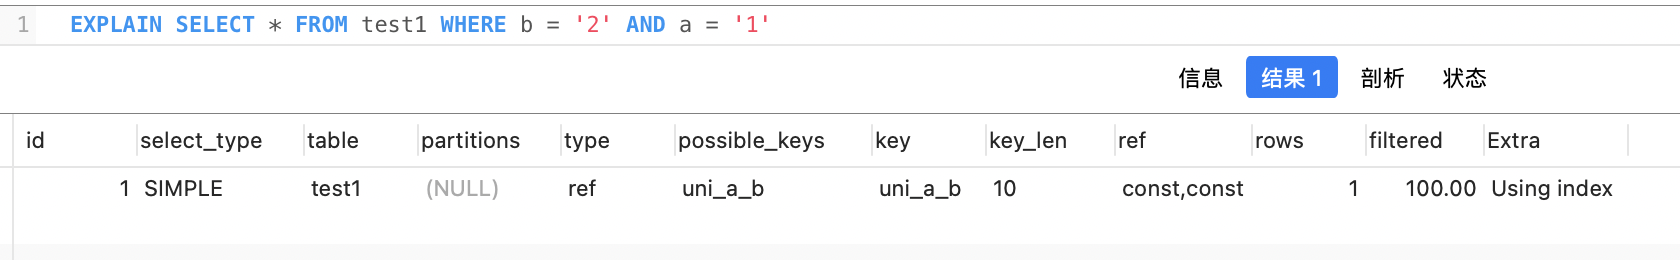 1 EXPLAIN SELECT * FROM test1 WHERE b = '2' AND a = '1'
信息 结果 1 剖析 状态
id select_type table partitions type possible_keys key key_len ref rows filtered Extra
1 SIMPLE test1 (NULL) ref uni_a_b uni_a_b 10 const,const 1 100.00 Using index